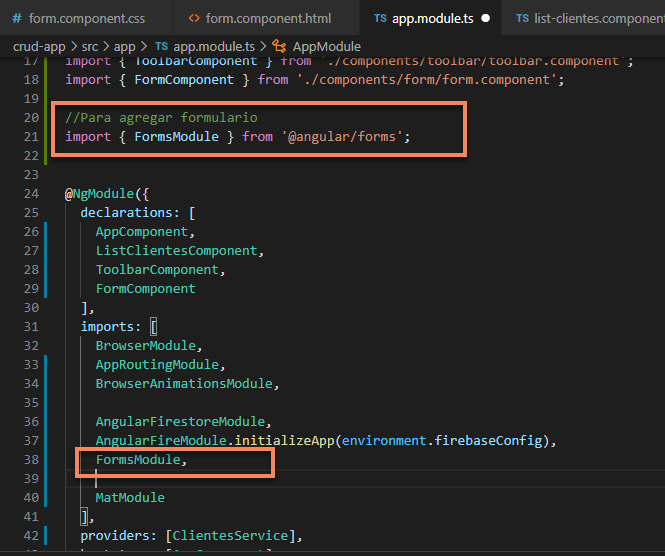 # form.component.css
<> form.component.html
TS app.module.ts ●
TS list-clientes.componen
crud-app > src > app > TS app.module.ts > AppModule
17 import { ToolbarComponent } from './components/toolbar/toolbar.component';
18 import { FormComponent } from './components/form/form.component';
19
20 //Para agregar formulario
21 import { FormsModule } from '@angular/forms';
22
23
24 @NgModule({
25 declarations: [
26 AppComponent,
27 ListClientesComponent,
28 ToolbarComponent,
29 FormComponent
30 ],
31 imports: [
32 BrowserModule,
33 AppRoutingModule,
34 BrowserAnimationsModule,
35
36 AngularFirestoreModule,
37 AngularFireModule.initializeApp(environment.firebaseConfig),
38 FormsModule,
39
40 MatModule
41 ],
42 providers: [ClientesService],